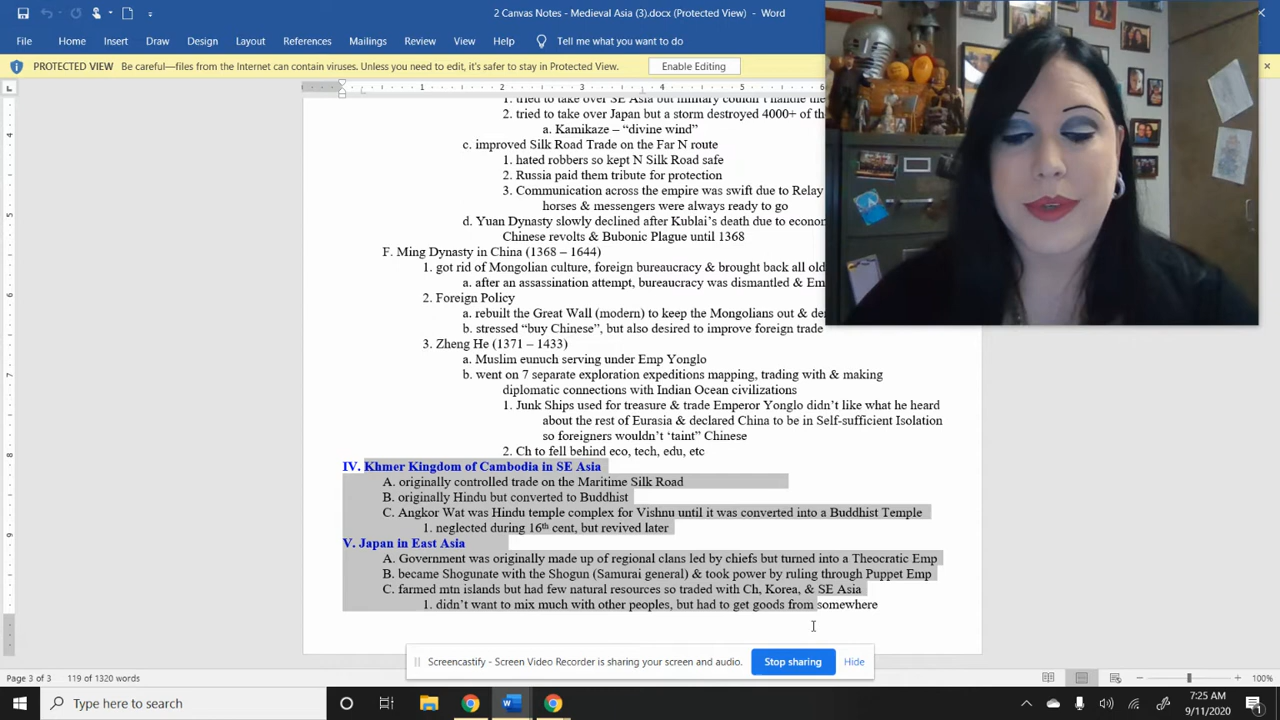 2 Canvas Notes - Medieval Asia (3).docx (Protected View) - Word
File Home Insert Draw Design Layout References Mailings Review View Help Tell me what you want to do
PROTECTED VIEW Be careful—files from the Internet can contain viruses. Unless you need to edit, it's safer to stay in Protected View. Enable Editing
1 2 3 4 5 6
1. tried to take over SE Asia but military couldn't handle the
2. tried to take over Japan but a storm destroyed 4000+ of th
a. Kamikaze – “divine wind”
c. improved Silk Road Trade on the Far N route
1. hated robbers so kept N Silk Road safe
2. Russia paid them tribute for protection
3. Communication across the empire was swift due to Relay
horses & messengers were always ready to go
d. Yuan Dynasty slowly declined after Kublai’s death due to econo
Chinese revolts & Bubonic Plague until 1368
F. Ming Dynasty in China (1368 – 1644)
1. got rid of Mongolian culture, foreign bureaucracy & brought back all old
a. after an assassination attempt, bureaucracy was dismantled & Em
2. Foreign Policy
a. rebuilt the Great Wall (modern) to keep the Mongolians out & de
b. stressed “buy Chinese”, but also desired to improve foreign trade
3. Zheng He (1371 – 1433)
a. Muslim eunuch serving under Emp Yonglo
b. went on 7 separate exploration expeditions mapping, trading with & making
diplomatic connections with Indian Ocean civilizations
1. Junk Ships used for treasure & trade Emperor Yonglo didn’t like what he heard
about the rest of Eurasia & declared China to be in Self-sufficient Isolation
so foreigners wouldn’t ‘taint” Chinese
2. Ch to fell behind eco, tech, edu, etc
IV. Khmer Kingdom of Cambodia in SE Asia
A. originally controlled trade on the Maritime Silk Road
B. originally Hindu but converted to Buddhist
C. Angkor Wat was Hindu temple complex for Vishnu until it was converted into a Buddhist Temple
1. neglected during 16th cent, but revived later
V. Japan in East Asia
A. Government was originally made up of regional clans led by chiefs but turned into a Theocratic Emp
B. became Shogunate with the Shogun (Samurai general) & took power by ruling through Puppet Emp
C. farmed mtn islands but had few natural resources so traded with Ch, Korea, & SE Asia
1. didn’t want to mix much with other peoples, but had to get goods from somewhere
Screencastify - Screen Video Recorder is sharing your screen and audio. Stop sharing Hide
Page 3 of 3 119 of 1320 words 100%
Type here to search
7:25 AM
9/11/2020